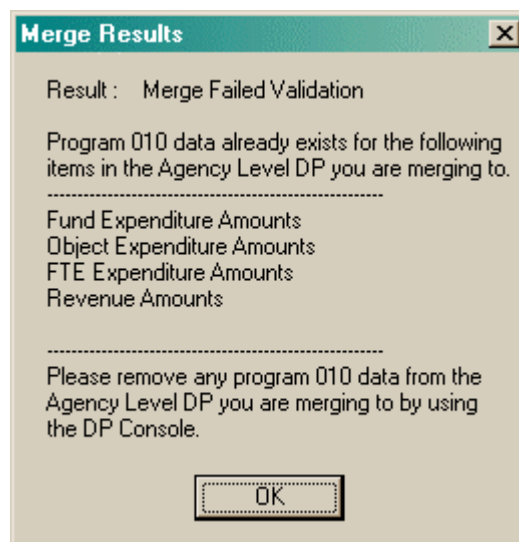 Merge Results
Result : Merge Failed Validation
Program 010 data already exists for the following
items in the Agency Level DP you are merging to.
--------------------------------------------------------
Fund Expenditure Amounts
Object Expenditure Amounts
FTE Expenditure Amounts
Revenue Amounts
--------------------------------------------------------
Please remove any program 010 data from the
Agency Level DP you are merging to by using
the DP Console.
OK